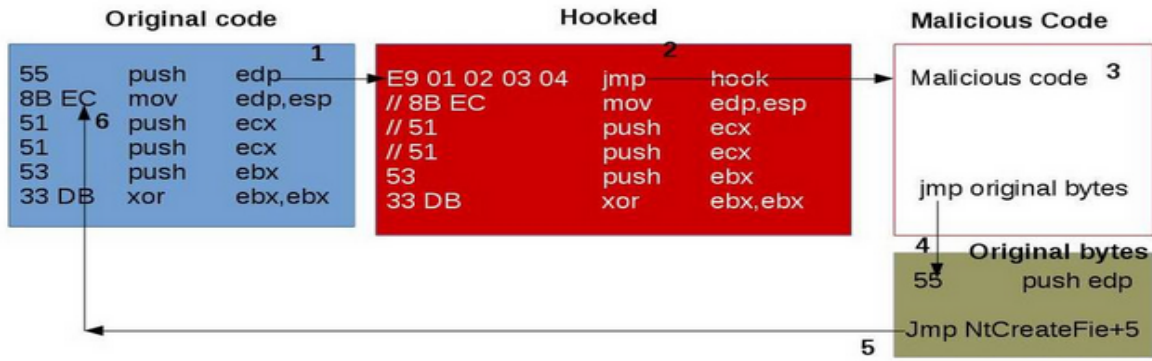 Original code
55 push edp
8B EC mov edp,esp
51 push ecx
51 push ecx
53 push ebx
33 DB xor ebx,ebx
1
6
Hooked
2
E9 01 02 03 04 jmp hook
// 8B EC mov edp,esp
// 51 push ecx
// 51 push ecx
53 push ebx
33 DB xor ebx,ebx
Malicious Code
Malicious code 3
jmp original bytes
4
Original bytes
55 push edp
Jmp NtCreateFie+5
5